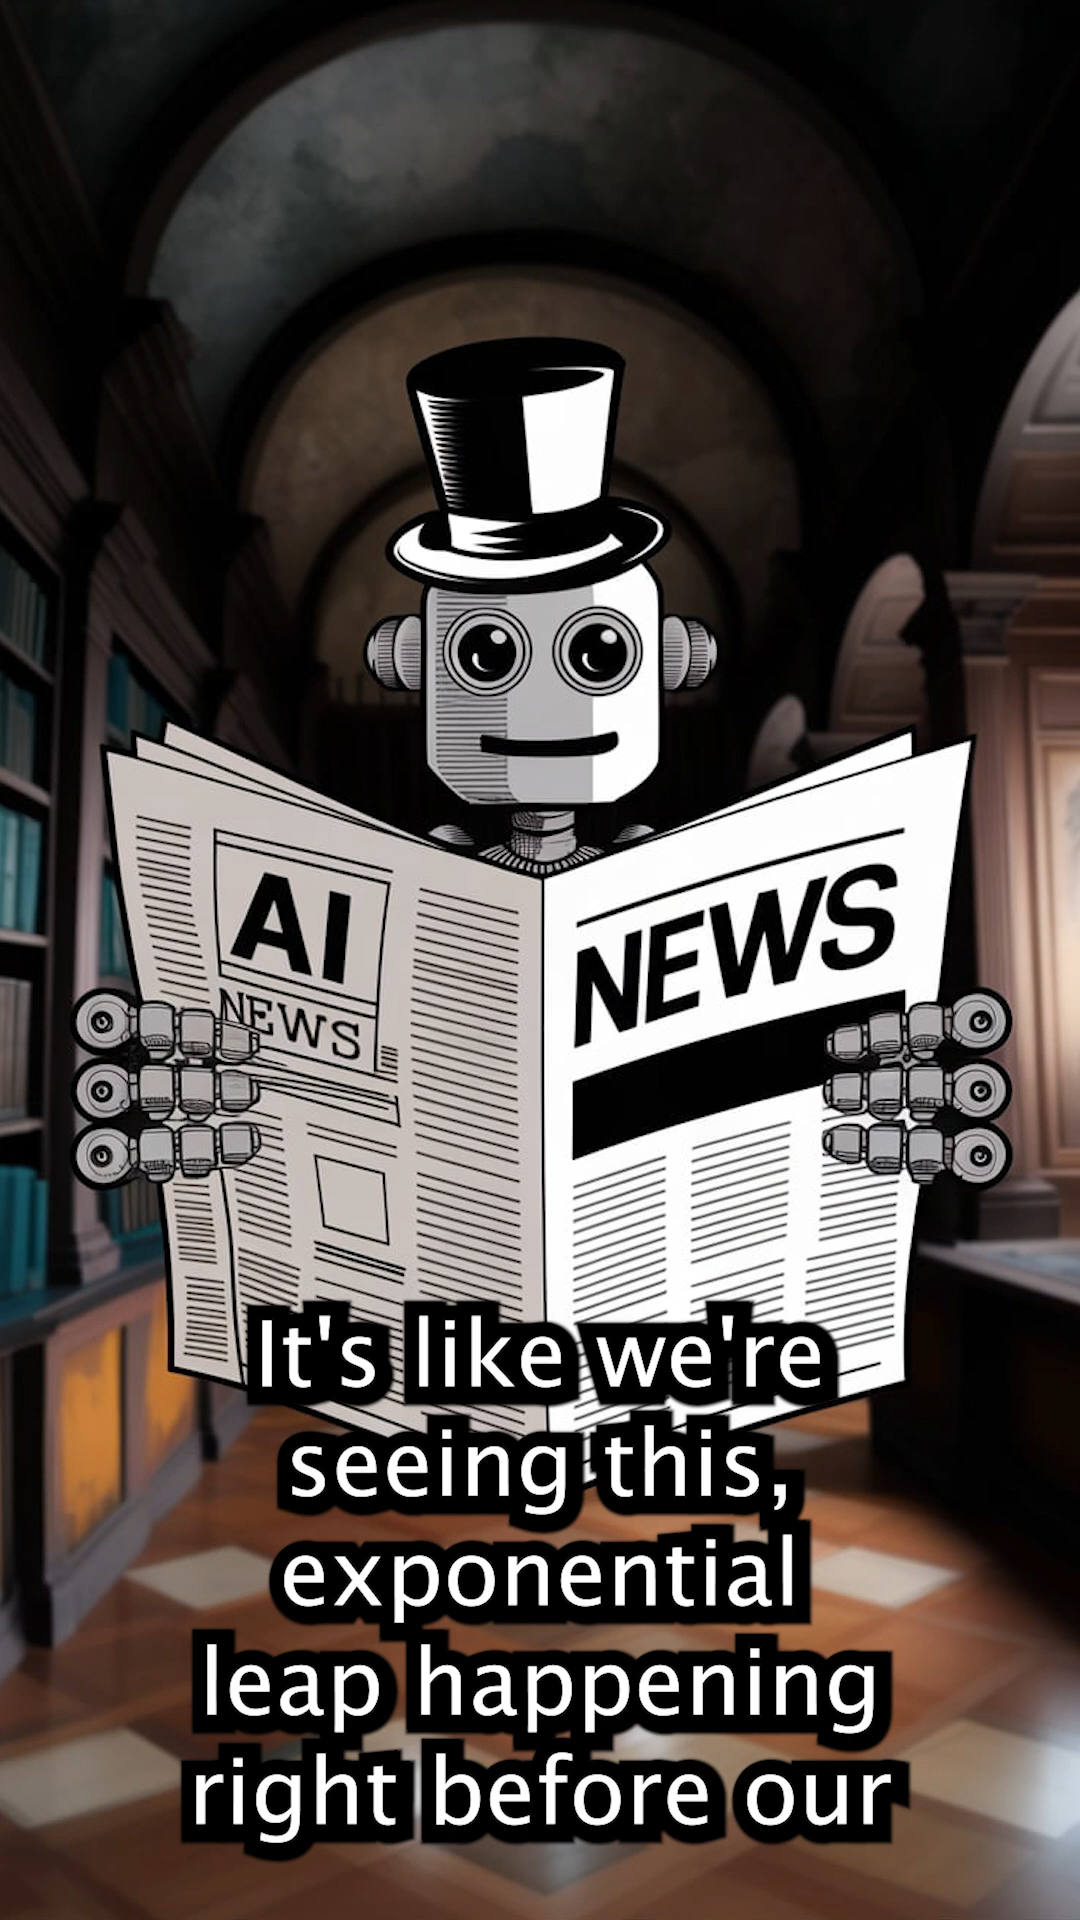 AI
NEWS
NEWS
It's like we're
seeing this,
exponential
leap happening
right before our